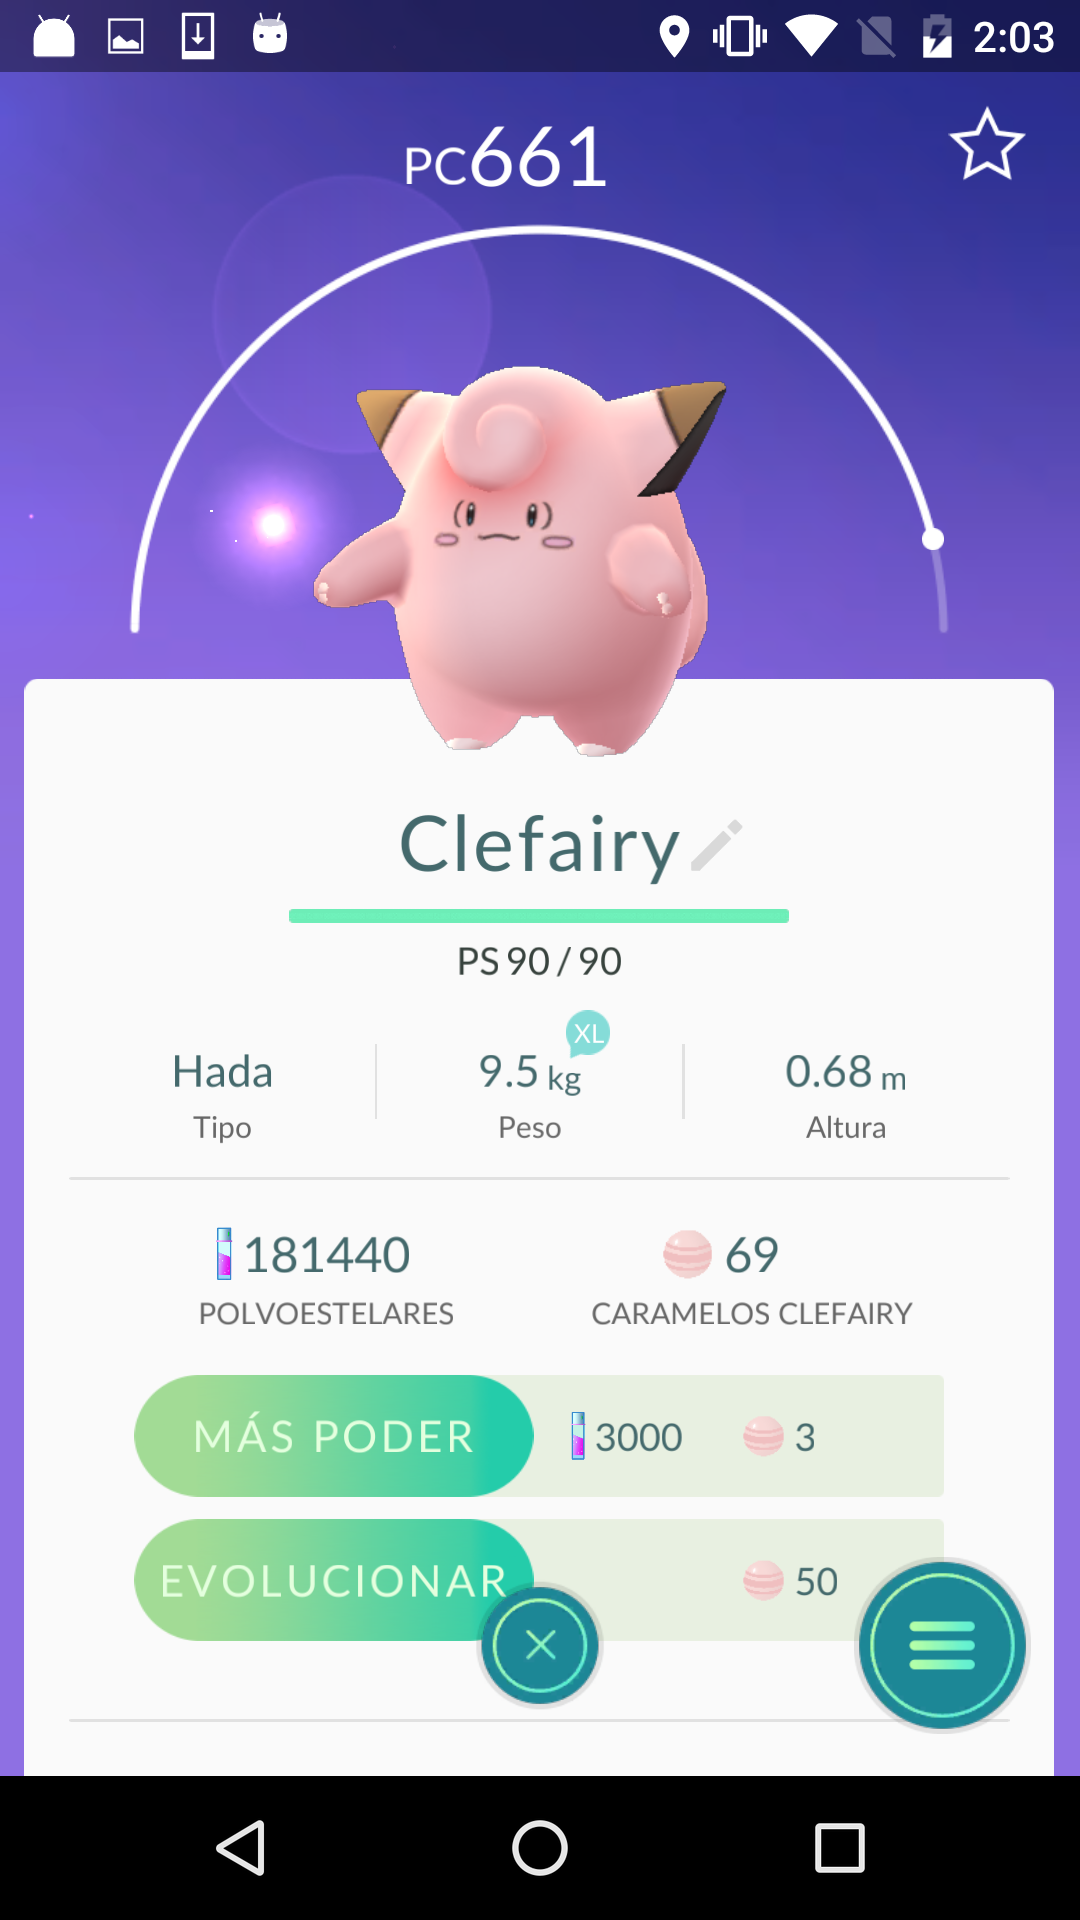 2:03
PC661
Clefairy
PS 90 / 90
XL
Hada 9.5 kg 0.68 m
Tipo Peso Altura
181440 69
POLVOESTELARES CARAMELOS CLEFAIRY
MÁS PODER 3000 3
EVOLUCIONAR 50